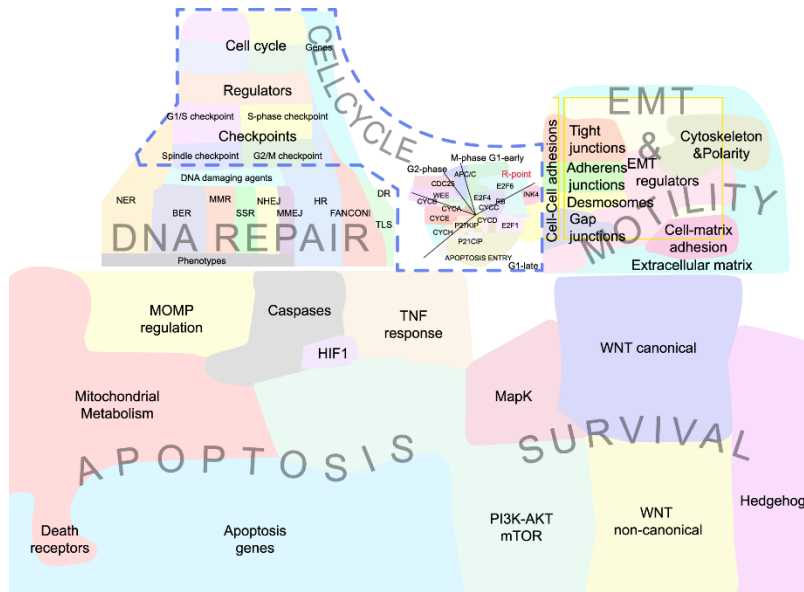 Cell cycle
Genes
Regulators
G1/S checkpoint
S-phase checkpoint
Checkpoints
Spindle checkpoint
G2/M checkpoint
CELL CYCLE
DNA damaging agents
NER
BER
MMR
SSR
NHEJ
MMEJ
HR
FANCONI
DR
TLS
DNA REPAIR
Phenotypes
M-phase
G1-early
G2-phase
APC/C
R-point
CDC25
E2F6
WEE
INK4
CYCB
E2F4
RB
CYCA
CYCC
CYCE
CYCD
P27KIP
E2F1
CYCH
P21CIP
APOPTOSIS ENTRY
G1-late
EMT
&
MOTILITY
Cell-Cell adhesions
Tight
junctions
Adherens
junctions
Desmosomes
Gap
junctions
Cytoskeleton
&Polarity
EMT
regulators
Cell-matrix
adhesion
Extracellular matrix
MOMP
regulation
Caspases
TNF
response
HIF1
Mitochondrial
Metabolism
APOPTOSIS
Death
receptors
Apoptosis
genes
MapK
WNT canonical
SURVIVAL
Hedgehog
PI3K-AKT
mTOR
WNT
non-canonical